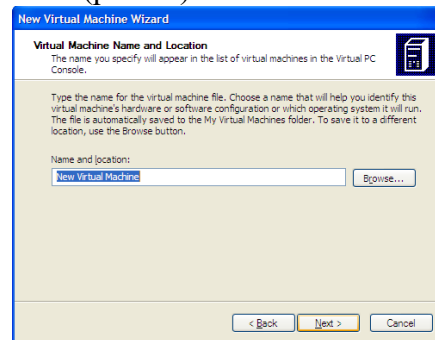 New Virtual Machine Wizard
Virtual Machine Name and Location
The name you specify will appear in the list of virtual machines in the Virtual PC
Console.
Type the name for the virtual machine file. Choose a name that will help you identify this
virtual machine's hardware or software configuration or which operating system it will run.
The file is automatically saved to the My Virtual Machines folder. To save it to a different
location, use the Browse button.
Name and location:
New Virtual Machine
Browse...
< Back
Next >
Cancel